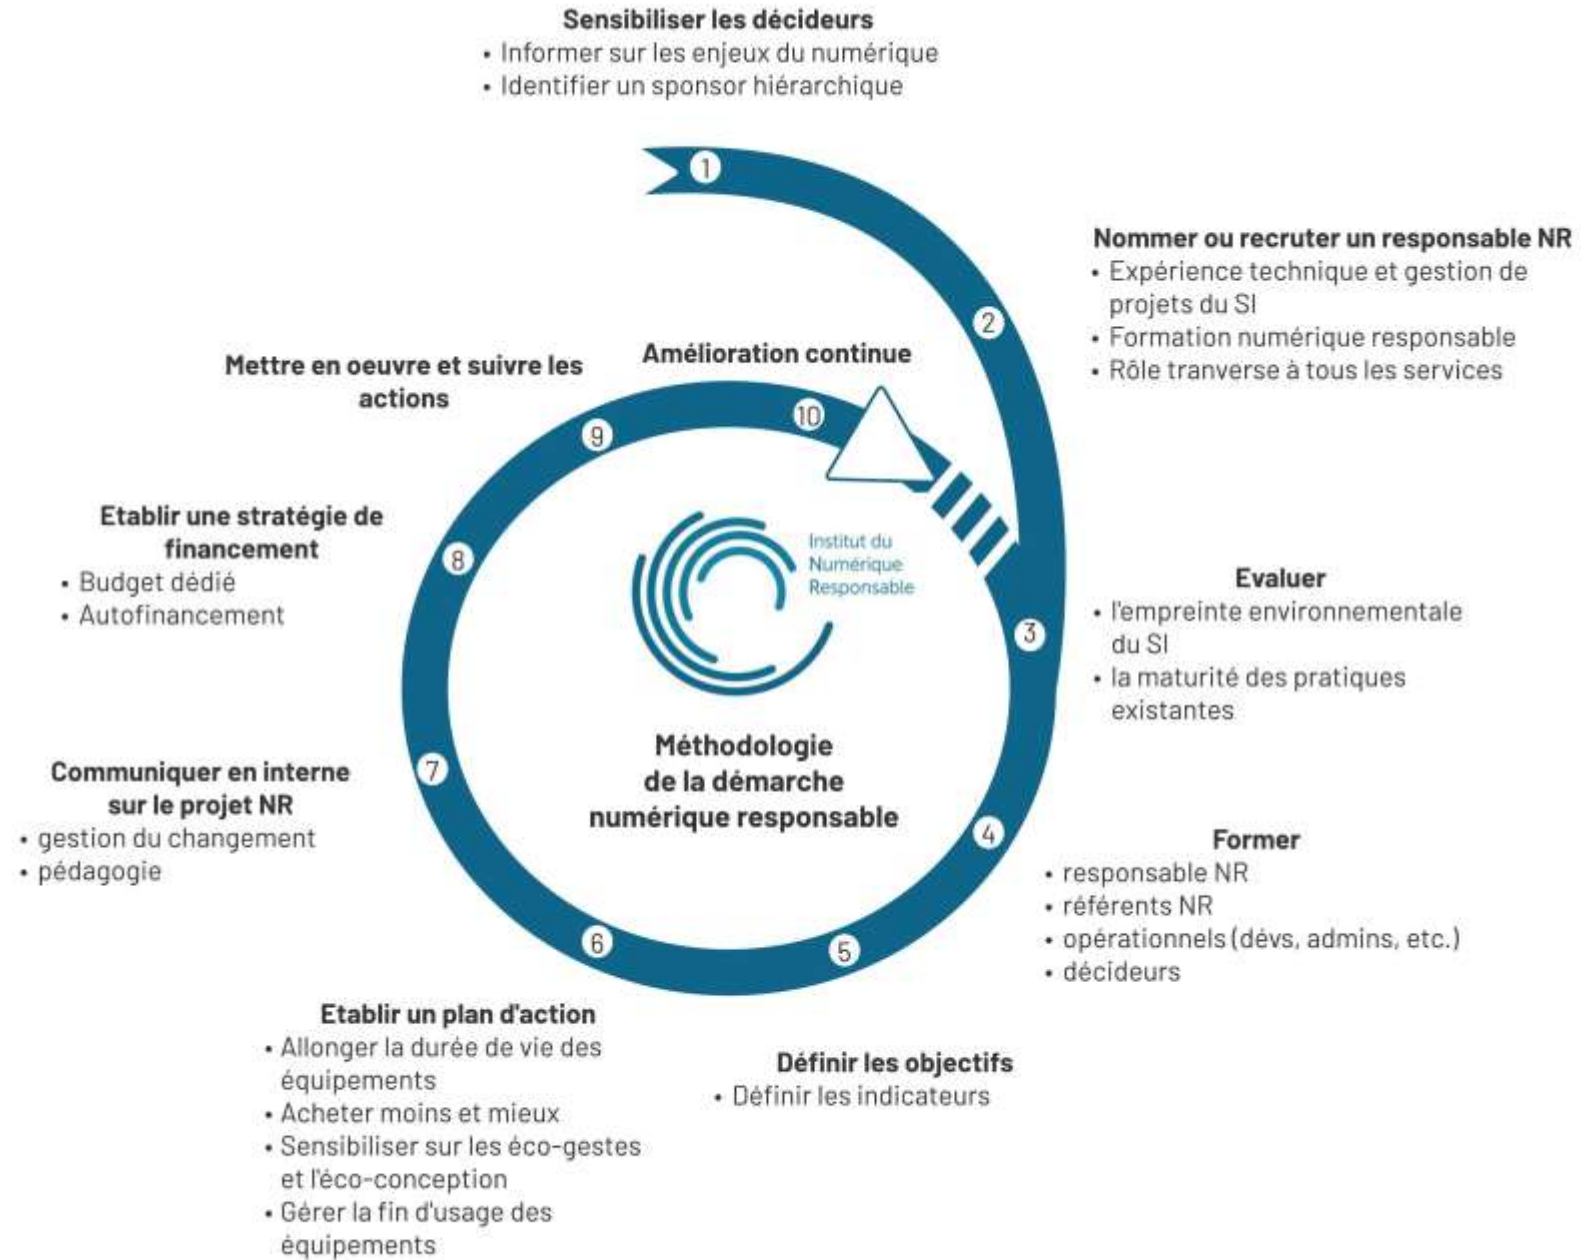 Sensibiliser les décideurs
• Informer sur les enjeux du numérique
• Identifier un sponsor hiérarchique
1
Nommer ou recruter un responsable NR
• Expérience technique et gestion de
projets du SI
• Formation numérique responsable
• Rôle tranverse à tous les services
2
Evaluer
• l'empreinte environnementale
du SI
• la maturité des pratiques
existantes
3
Former
• responsable NR
• référents NR
• opérationnels (dévs, admins, etc.)
• décideurs
4
Définir les objectifs
• Définir les indicateurs
5
Etablir un plan d'action
• Allonger la durée de vie des
équipements
• Acheter moins et mieux
• Sensibiliser sur les éco-gestes
et l'éco-conception
• Gérer la fin d'usage des
équipements
6
Communiquer en interne
sur le projet NR
• gestion du changement
• pédagogie
7
Etablir une stratégie de
financement
• Budget dédié
• Autofinancement
8
Mettre en oeuvre et suivre les
actions
9
Amélioration continue
10
Institut du
Numérique
Responsable
Méthodologie
de la démarche
numérique responsable